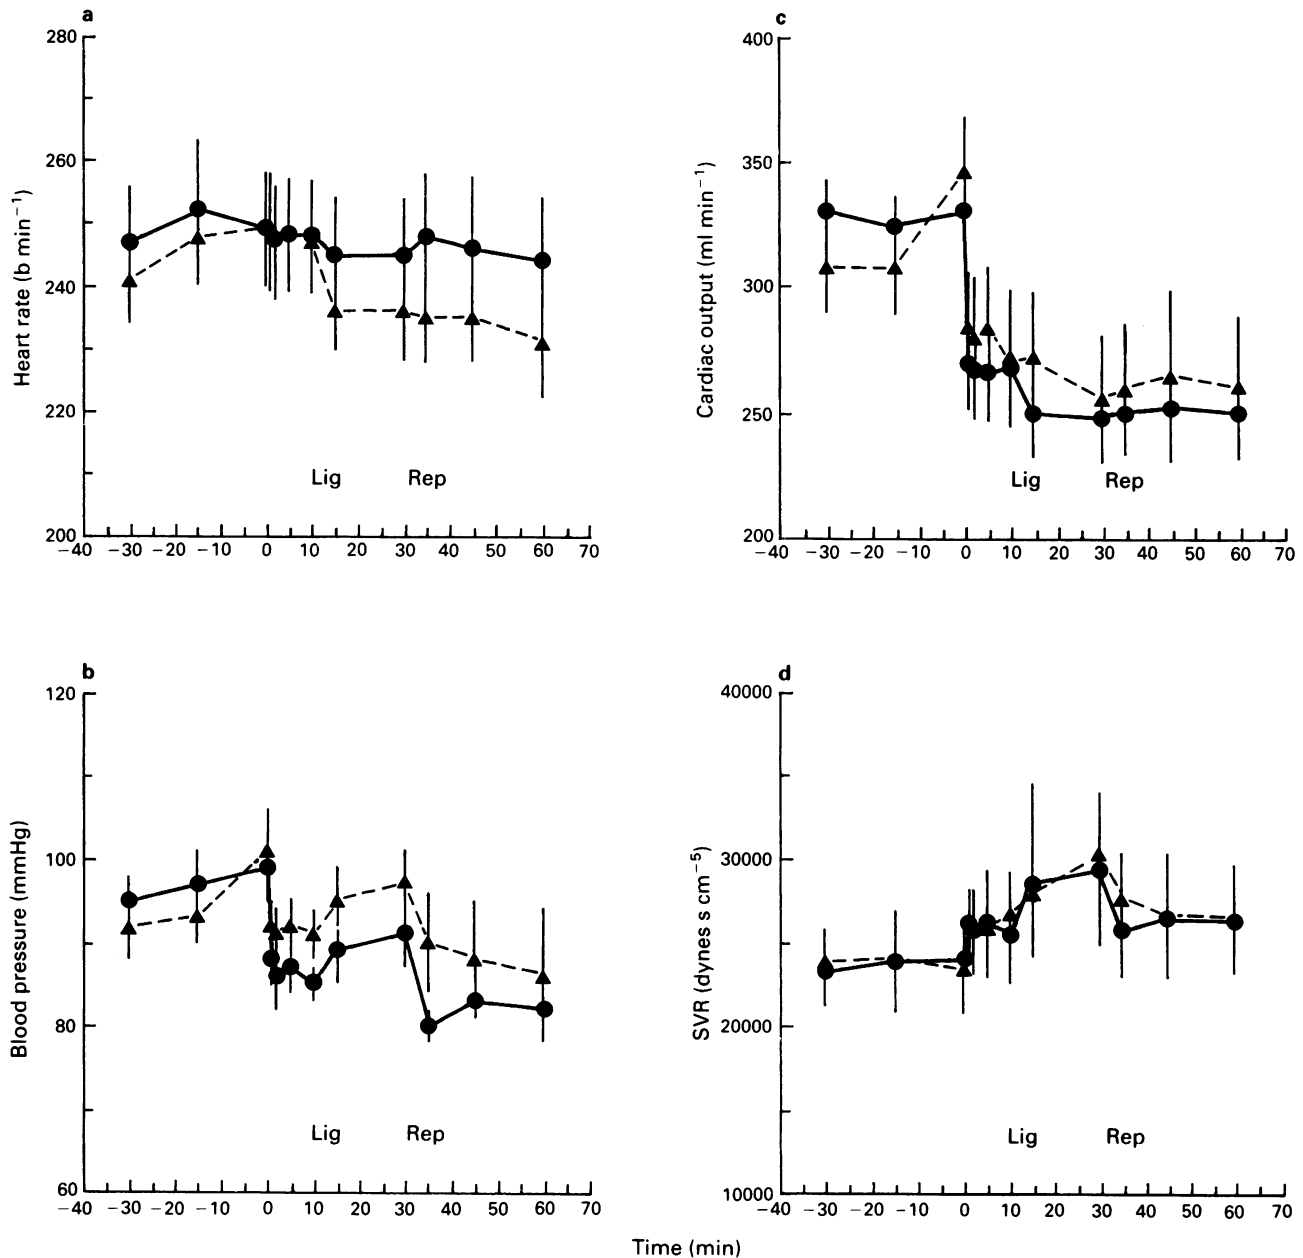 a
Heart rate (b min⁻¹)
280
260
240
220
200
Lig Rep
−40 −30 −20 −10 0 10 20 30 40 50 60 70
c
Cardiac output (ml min⁻¹)
400
350
300
250
200
Lig Rep
−40 −30 −20 −10 0 10 20 30 40 50 60 70
b
Blood pressure (mmHg)
120
100
80
60
Lig Rep
−40 −30 −20 −10 0 10 20 30 40 50 60 70
d
SVR (dynes s cm⁻⁵)
40000
30000
20000
10000
Lig Rep
−40 −30 −20 −10 0 10 20 30 40 50 60 70
Time (min)